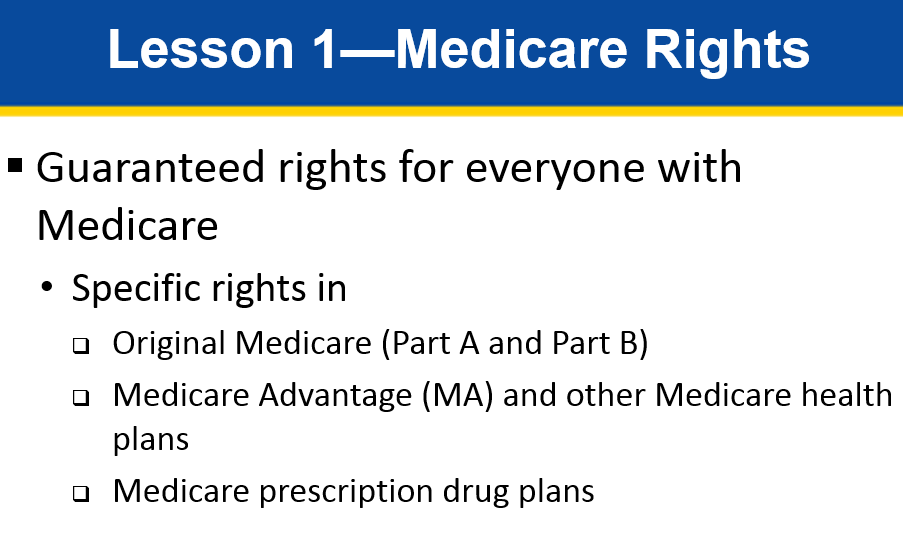 Lesson 1—Medicare Rights
▪ Guaranteed rights for everyone with
Medicare
• Specific rights in
❑ Original Medicare (Part A and Part B)
❑ Medicare Advantage (MA) and other Medicare health
plans
❑ Medicare prescription drug plans